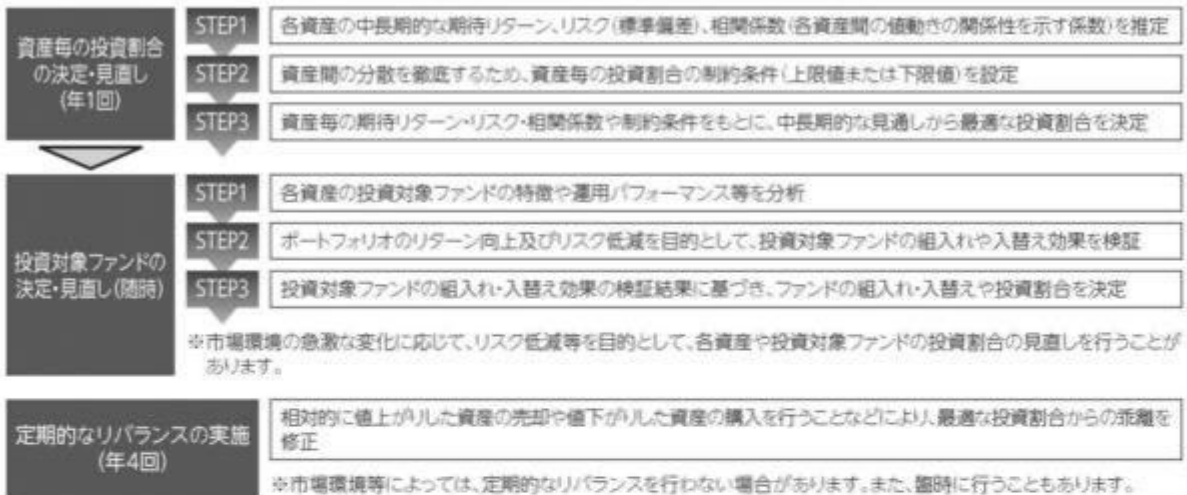 資産毎の投資割合
の決定・見直し
(年1回)
STEP1
各資産の中長期的な期待リターン、リスク(標準偏差)、相関係数(各資産間の値動きの関係性を示す係数)を推定
STEP2
資産間の分散を徹底するため、資産毎の投資割合の制約条件(上限値または下限値)を設定
STEP3
資産毎の期待リターン・リスク・相関係数や制約条件をもとに、中長期的な見通しから最適な投資割合を決定
投資対象ファンドの
決定・見直し(随時)
STEP1
各資産の投資対象ファンドの特徴や運用パフォーマンス等を分析
STEP2
ポートフォリオのリターン向上及びリスク低減を目的として、投資対象ファンドの組入れや入替え効果を検証
STEP3
投資対象ファンドの組入れ・入替え効果の検証結果に基づき、ファンドの組入れ・入替えや投資割合を決定
※市場環境の急激な変化に応じて、リスク低減等を目的として、各資産や投資対象ファンドの投資割合の見直しを行うことが
あります。
定期的なリバランスの実施
(年4回)
相対的に値上がりした資産の売却や値下がりした資産の購入を行うことなどにより、最適な投資割合からの乖離を
修正
※市場環境等によっては、定期的なリバランスを行わない場合があります。また、臨時に行うこともあります。